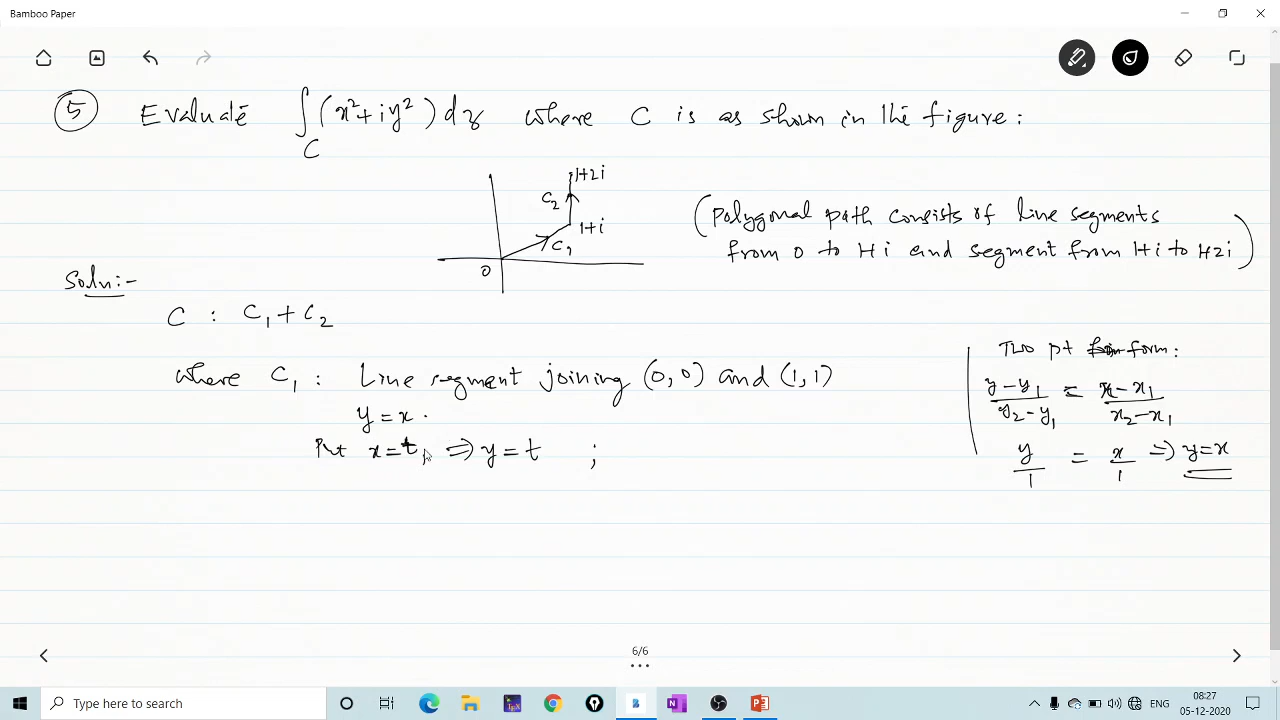 Bamboo Paper
⑤ Evaluate ∫ (x²+iy²) dz where C is as shown in the figure:
C
1+2i
C₂
1+i
C₁
0
(polygonal path consists of line segments
from 0 to 1+i and segment from 1+i to 1+2i)
Soln:-
C : C₁ + C₂
Two pt form:
where C₁ : Line segment joining (0,0) and (1,1)
(y-y₁)/(y₂-y₁) = (x-x₁)/(x₂-x₁)
y = x.
Put x=t, ⇒ y = t ;
y/1 = x/1 ⇒ y=x
6/6
Type here to search
ENG
08:27
05-12-2020